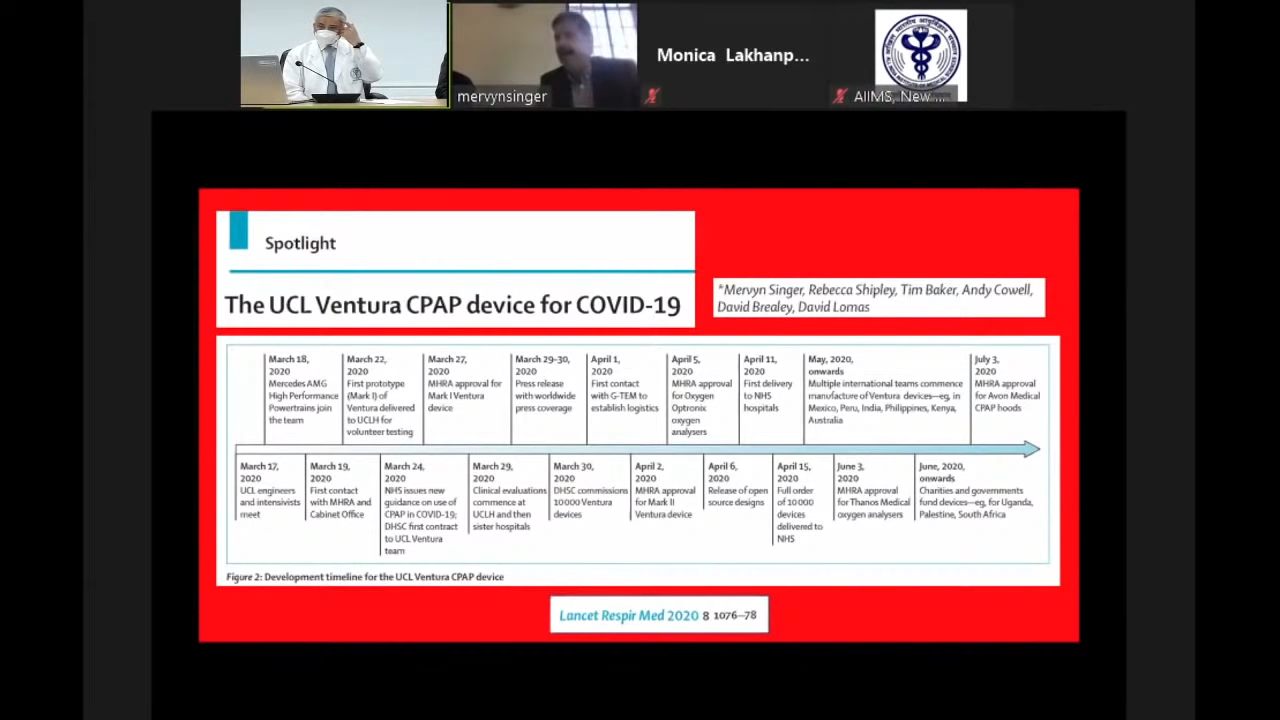 mervynsinger
Monica Lakhanp...
AIIMS, New ...
Spotlight
The UCL Ventura CPAP device for COVID-19
*Mervyn Singer, Rebecca Shipley, Tim Baker, Andy Cowell,
David Brealey, David Lomas
March 18,
2020
Mercedes AMG
High Performance
Powertrains join
the team
March 22,
2020
First prototype
(Mark I) of
Ventura delivered
to UCLH for
volunteer testing
March 27,
2020
MHRA approval for
Mark I Ventura
device
March 29-30,
2020
Press release
with worldwide
press coverage
April 1,
2020
First contact
with G-TEM to
establish logistics
April 5,
2020
MHRA approval
for Oxygen
Optronix
oxygen
analysers
April 11,
2020
First delivery
to NHS
hospitals
May, 2020,
onwards
Multiple international teams commence
manufacture of Ventura devices—eg, in
Mexico, Peru, India, Philippines, Kenya,
Australia
July 3,
2020
MHRA approval
for Avon Medical
CPAP hoods
March 17,
2020
UCL engineers
and intensivists
meet
March 19,
2020
First contact
with MHRA and
Cabinet Office
March 24,
2020
NHS issues new
guidance on use of
CPAP in COVID-19;
DHSC first contract
to UCL Ventura
team
March 29,
2020
Clinical evaluations
commence at
UCLH and then
sister hospitals
March 30,
2020
DHSC commissions
10000 Ventura
devices
April 2,
2020
MHRA approval
for Mark II
Ventura device
April 6,
2020
Release of open
source designs
April 15,
2020
Full order
of 10000
devices
delivered to
NHS
June 3,
2020
MHRA approval
for Thanos Medical
oxygen analysers
June, 2020,
onwards
Charities and governments
fund devices—eg, for Uganda,
Palestine, South Africa
Figure 2: Development timeline for the UCL Ventura CPAP device
Lancet Respir Med 2020 8 1076–78